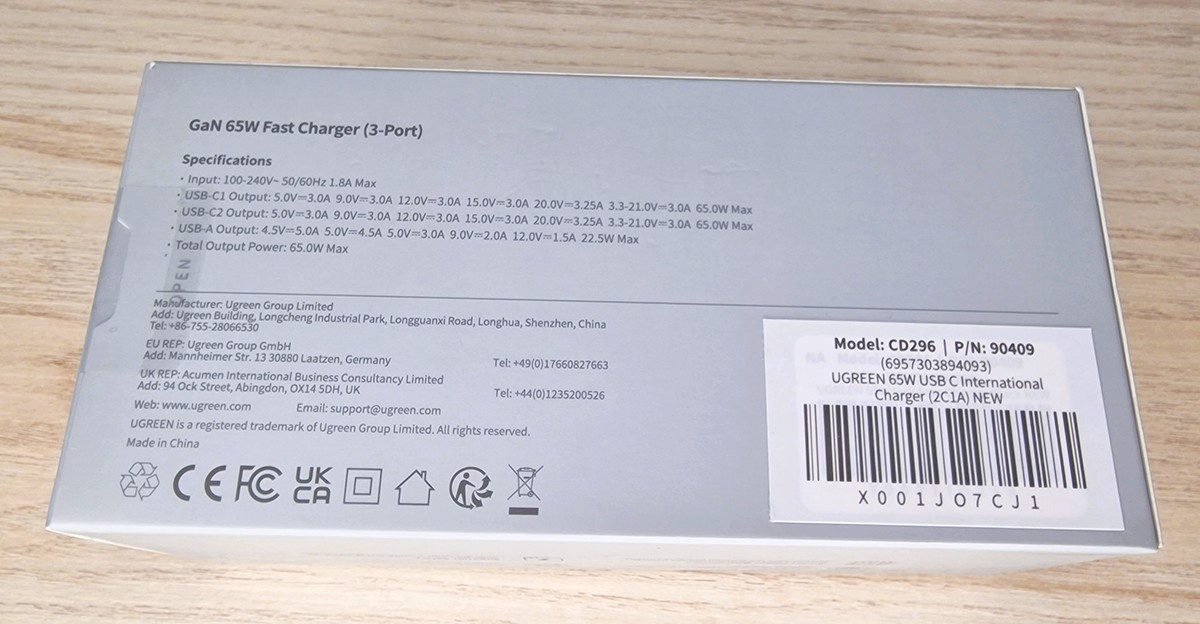 GaN 65W Fast Charger (3-Port)
Specifications
· Input: 100-240V~ 50/60Hz 1.8A Max
· USB-C1 Output: 5.0V⎓3.0A 9.0V⎓3.0A 12.0V⎓3.0A 15.0V⎓3.0A 20.0V⎓3.25A 3.3-21.0V⎓3.0A 65.0W Max
· USB-C2 Output: 5.0V⎓3.0A 9.0V⎓3.0A 12.0V⎓3.0A 15.0V⎓3.0A 20.0V⎓3.25A 3.3-21.0V⎓3.0A 65.0W Max
· USB-A Output: 4.5V⎓5.0A 5.0V⎓4.5A 5.0V⎓3.0A 9.0V⎓2.0A 12.0V⎓1.5A 22.5W Max
· Total Output Power: 65.0W Max
OPEN
Manufacturer: Ugreen Group Limited
Add: Ugreen Building, Longcheng Industrial Park, Longguanxi Road, Longhua, Shenzhen, China
Tel: +86-755-28066530
EU REP: Ugreen Group GmbH
Add: Mannheimer Str. 13 30880 Laatzen, Germany Tel: +49(0)17660827663
UK REP: Acumen International Business Consultancy Limited
Add: 94 Ock Street, Abingdon, OX14 5DH, UK Tel: +44(0)1235200526
Web: www.ugreen.com Email: support@ugreen.com
UGREEN is a registered trademark of Ugreen Group Limited. All rights reserved.
Made in China
CE FC UK CA
Model: CD296 | P/N: 90409
(6957303894093)
UGREEN 65W USB C International
Charger (2C1A) NEW
X001JO7CJ1